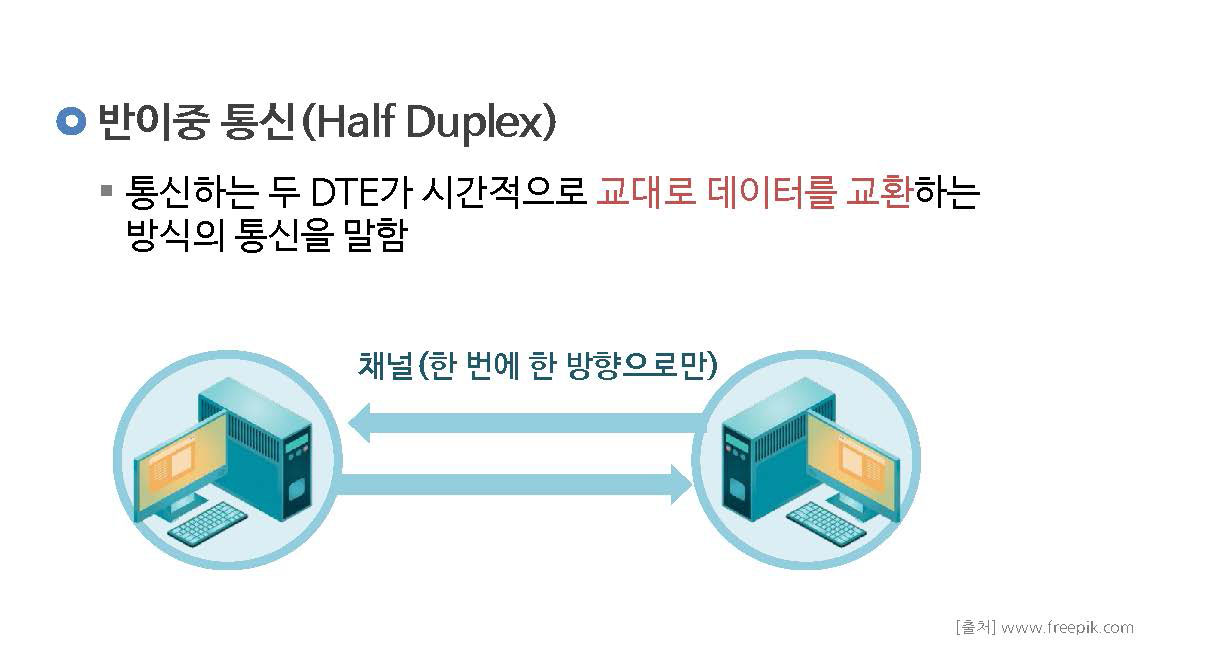 반이중 통신(Half Duplex)
통신하는 두 DTE가 시간적으로 교대로 데이터를 교환하는
방식의 통신을 말함
채널(한 번에 한 방향으로만)
[출처] www.freepik.com